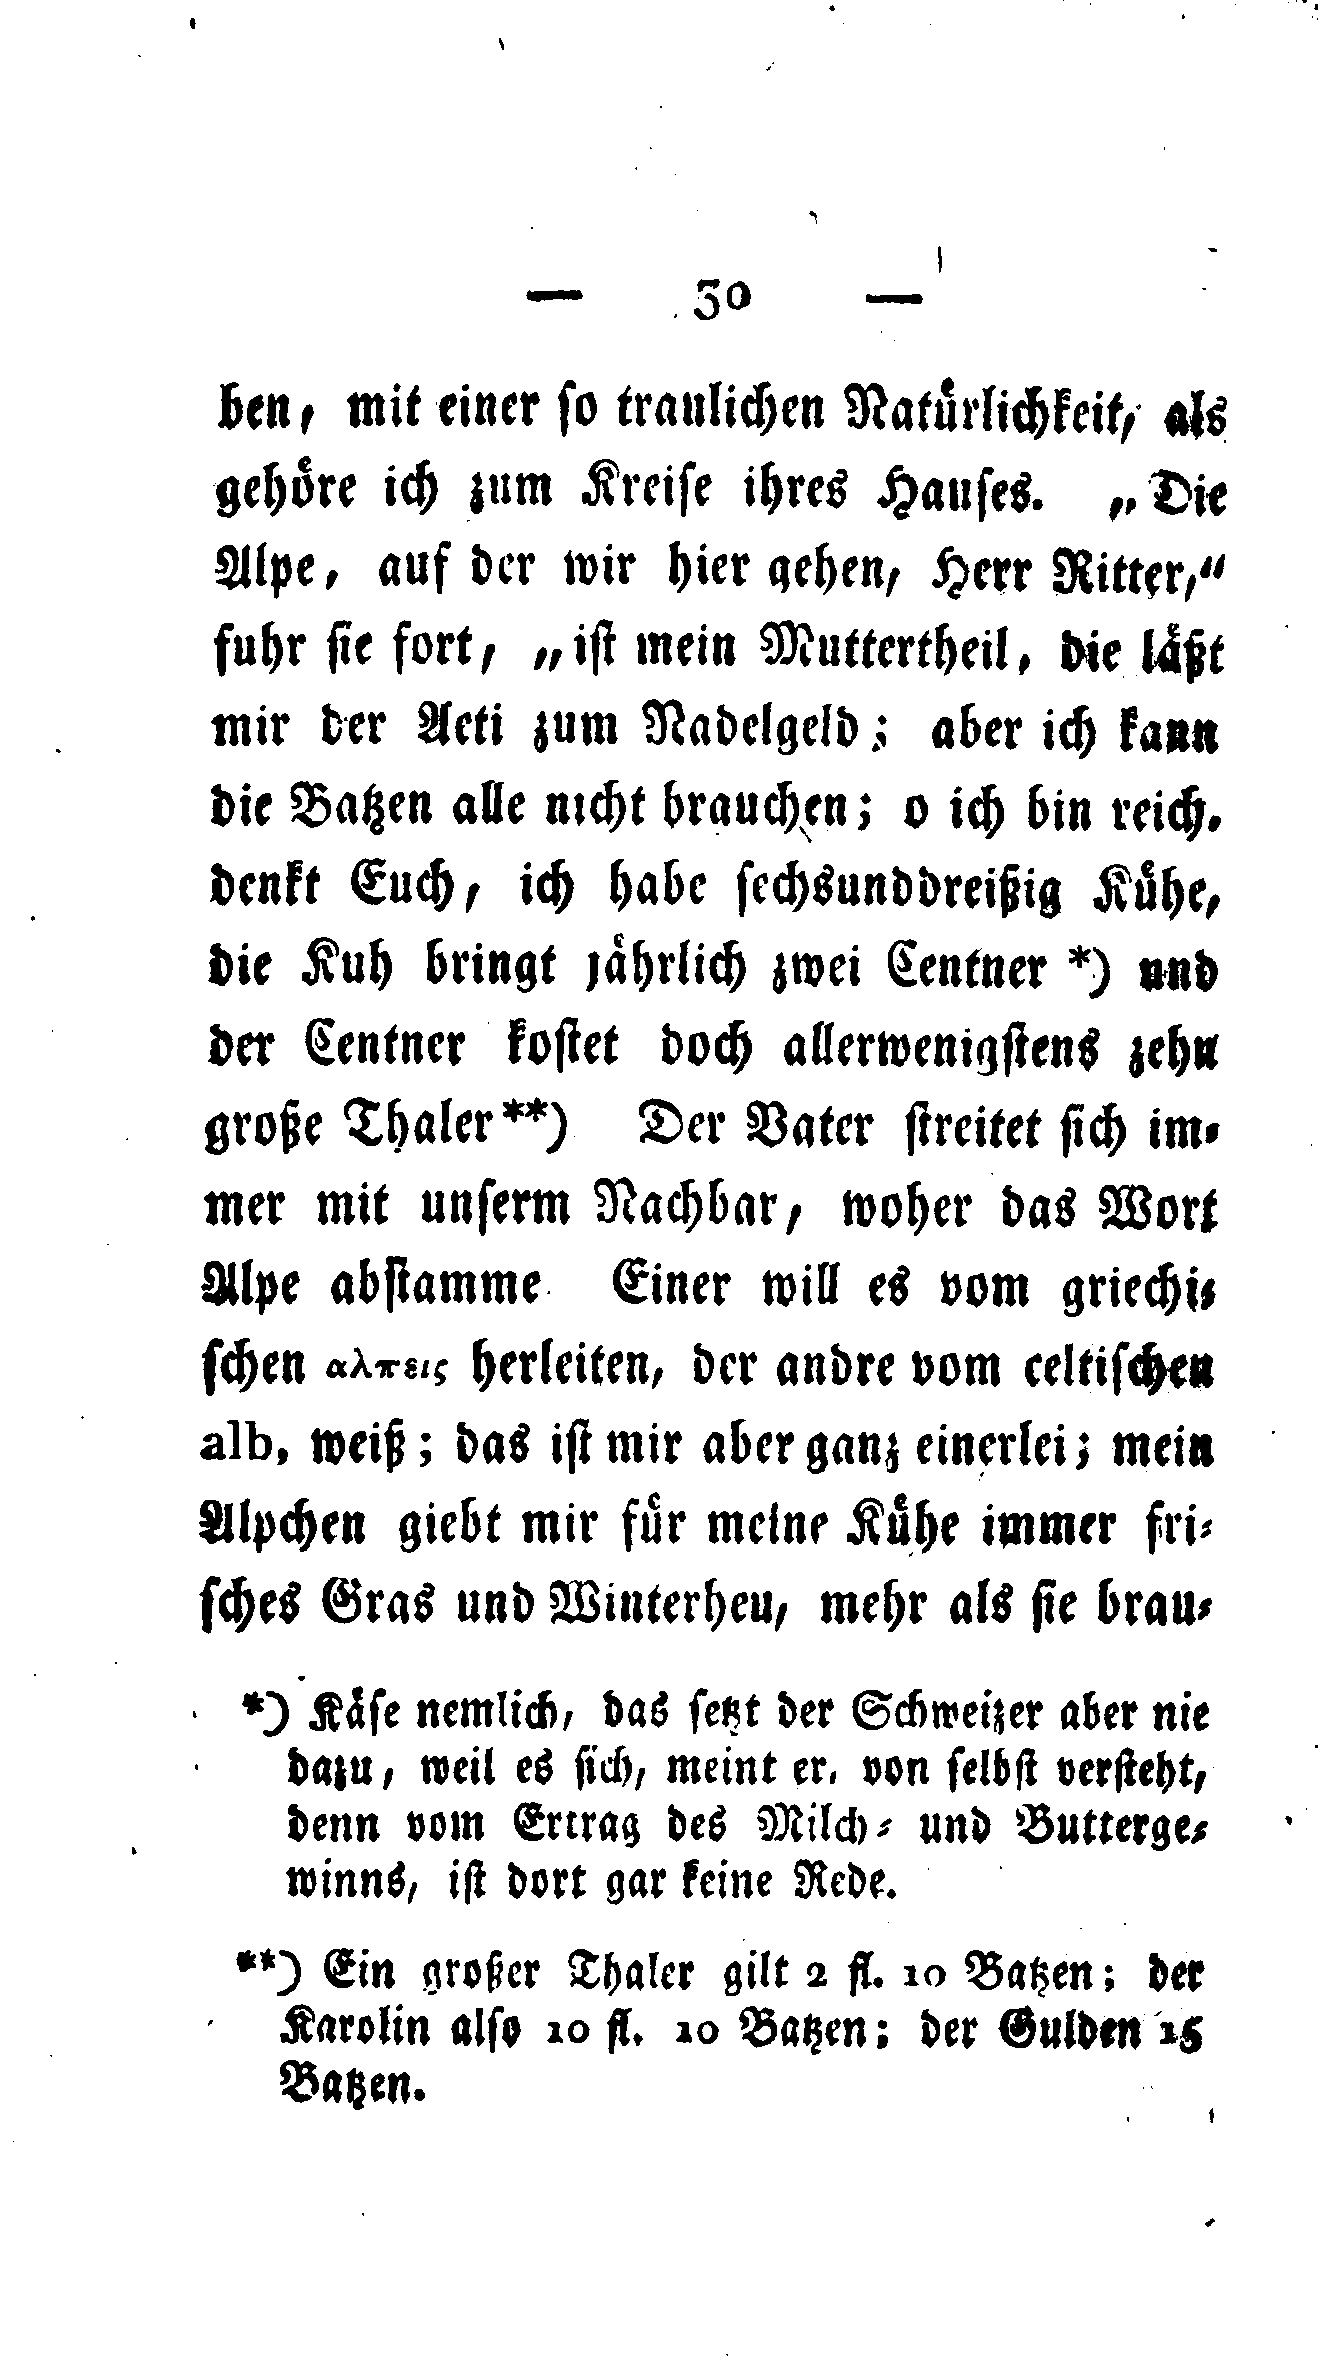 — 30 —
ben, mit einer so traulichen Natürlichkeit, als
gehöre ich zum Kreise ihres Hauses. „Die
Alpe, auf der wir hier gehen, Herr Ritter,“
fuhr sie fort, „ist mein Muttertheil, die läßt
mir der Aeti zum Nadelgeld; aber ich kann
die Batzen alle nicht brauchen; o ich bin reich.
denkt Euch, ich habe sechsunddreißig Kühe,
die Kuh bringt jährlich zwei Centner *) und
der Centner kostet doch allerwenigstens zehn
große Thaler **) Der Vater streitet sich im-
mer mit unserm Nachbar, woher das Wort
Alpe abstamme. Einer will es vom griechi-
schen αλπεις herleiten, der andre vom celtischen
alb, weiß; das ist mir aber ganz einerlei; mein
Alpchen giebt mir für meine Kühe immer fri-
sches Gras und Winterheu, mehr als sie brau-
*) Käse nemlich, das setzt der Schweizer aber nie
dazu, weil es sich, meint er, von selbst versteht,
denn vom Ertrag des Milch- und Butterge-
winns, ist dort gar keine Rede.
**) Ein großer Thaler gilt 2 fl. 10 Batzen; der
Karolin also 10 fl. 10 Batzen; der Gulden 15
Batzen.